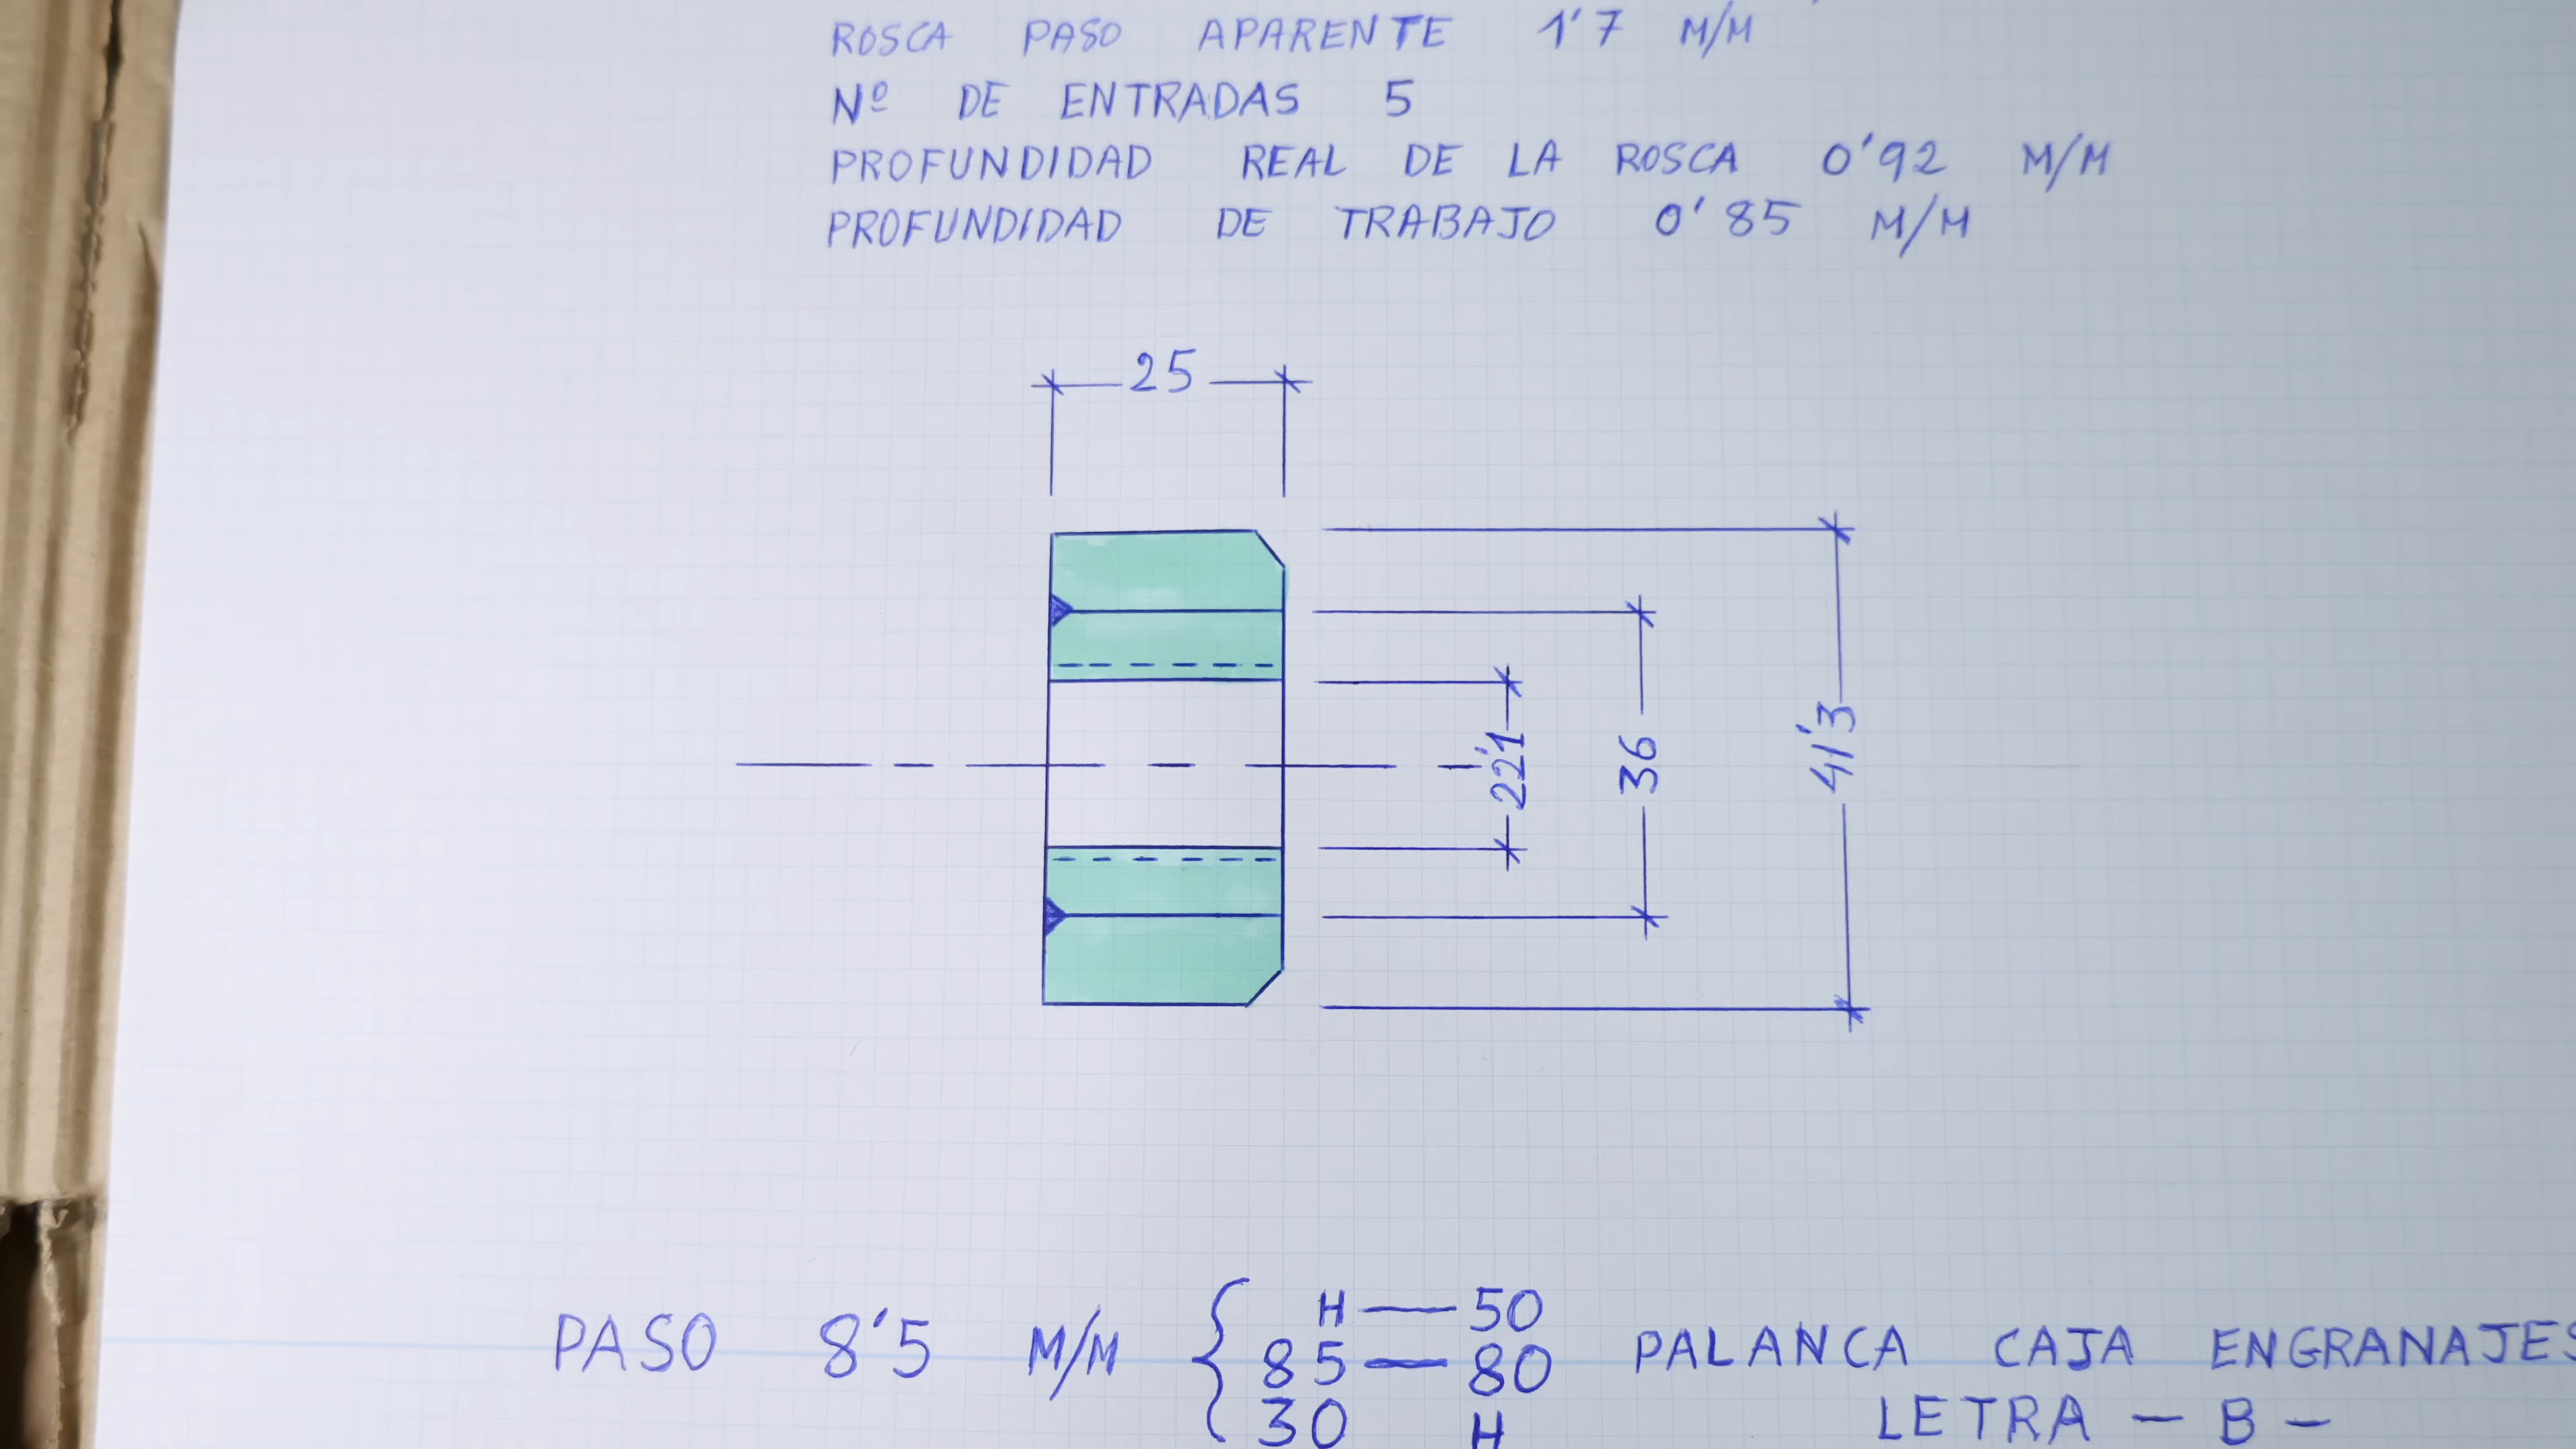 ROSCA PASO APARENTE 1'7 M/M
Nº DE ENTRADAS 5
PROFUNDIDAD REAL DE LA ROSCA 0'92 M/M
PROFUNDIDAD DE TRABAJO 0'85 M/M
25
22'1
36
41'3
PASO 8'5 M/M { H — 50
85 — 80 PALANCA CAJA ENGRANAJES
30 H LETRA - B -